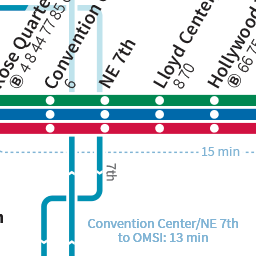 Rose Quarter
B 4 8 44 77 85
Convention
6
NE 7th
Lloyd Center
8 70
Hollywood
B 66 75
15 min
7th
Convention Center/NE 7th
to OMSI: 13 min